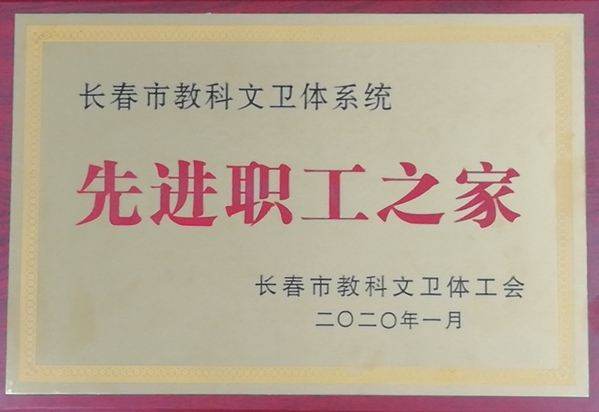 长春市教科文卫体系统
先进职工之家
长春市教科文卫体工会
二〇二〇年一月